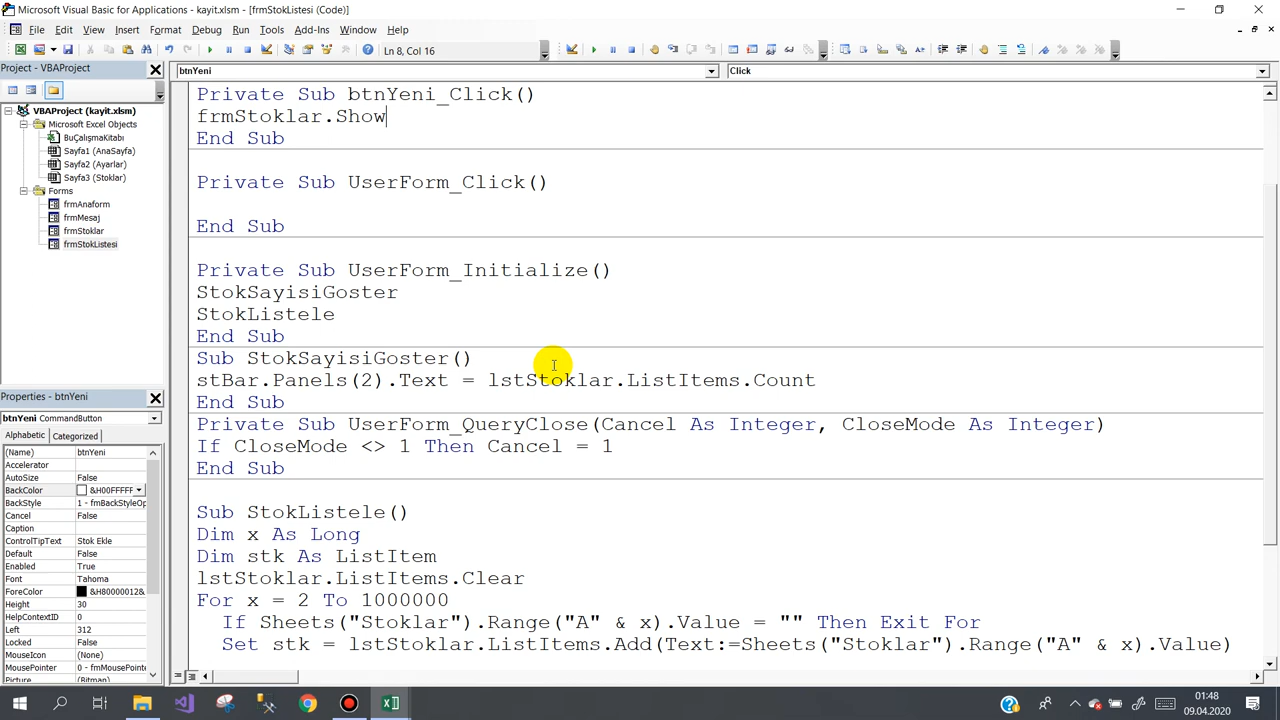 Microsoft Visual Basic for Applications - kayit.xlsm - [frmStokListesi (Code)]
File Edit View Insert Format Debug Run Tools Add-Ins Window Help
Ln 8, Col 16
Project - VBAProject
VBAProject (kayit.xlsm)
Microsoft Excel Objects
BuÇalışmaKitabı
Sayfa1 (AnaSayfa)
Sayfa2 (Ayarlar)
Sayfa3 (Stoklar)
Forms
frmAnaform
frmMesaj
frmStoklar
frmStokListesi
Properties - btnYeni
btnYeni CommandButton
Alphabetic Categorized
(Name) btnYeni
Accelerator
AutoSize False
BackColor &H00FFFFF
BackStyle 1 - fmBackStyleOp
Cancel False
Caption
ControlTipText Stok Ekle
Default False
Enabled True
Font Tahoma
ForeColor &H80000012&
Height 30
HelpContextID 0
Left 312
Locked False
MouseIcon (None)
MousePointer 0 - fmMousePointe
Picture (Bitmap)
btnYeni Click
Private Sub btnYeni_Click()
frmStoklar.Show
End Sub
Private Sub UserForm_Click()
End Sub
Private Sub UserForm_Initialize()
StokSayisiGoster
StokListele
End Sub
Sub StokSayisiGoster()
stBar.Panels(2).Text = lstStoklar.ListItems.Count
End Sub
Private Sub UserForm_QueryClose(Cancel As Integer, CloseMode As Integer)
If CloseMode <> 1 Then Cancel = 1
End Sub
Sub StokListele()
Dim x As Long
Dim stk As ListItem
lstStoklar.ListItems.Clear
For x = 2 To 1000000
If Sheets("Stoklar").Range("A" & x).Value = "" Then Exit For
Set stk = lstStoklar.ListItems.Add(Text:=Sheets("Stoklar").Range("A" & x).Value)
01:48
09.04.2020